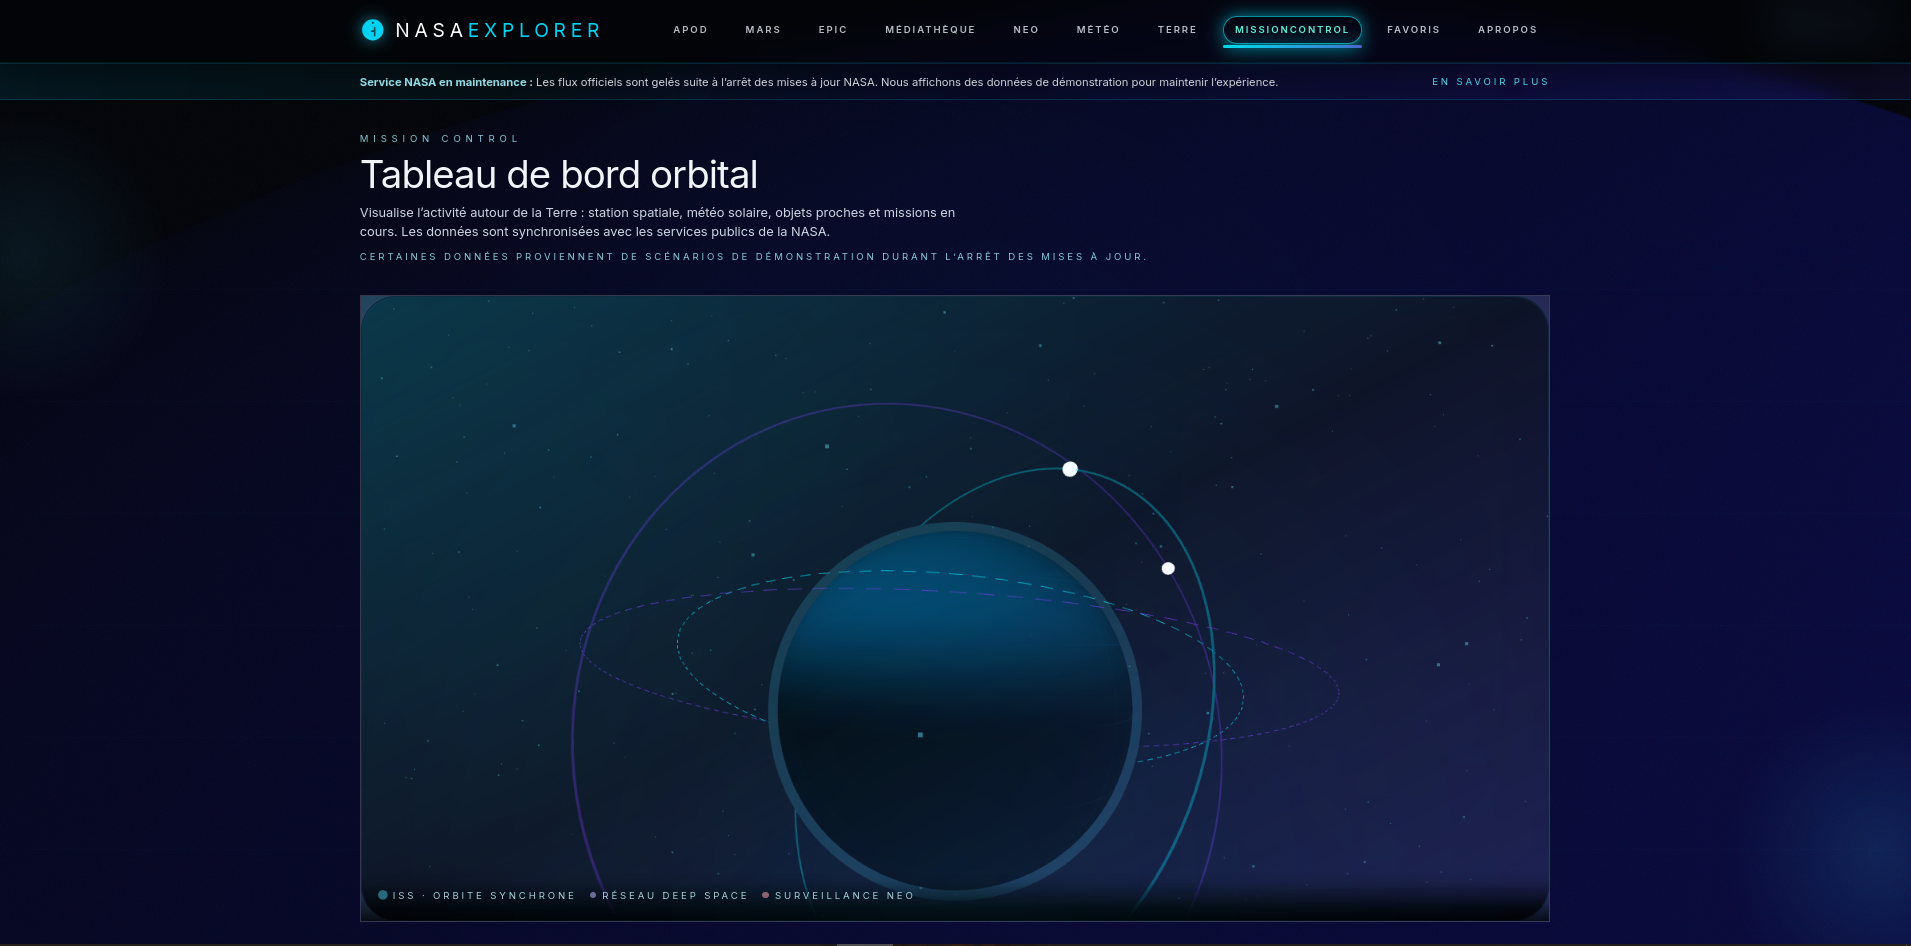 NASAEXPLORER
APOD MARS EPIC MÉDIATHÈQUE NEO MÉTÉO TERRE MISSIONCONTROL FAVORIS APROPOS
Service NASA en maintenance : Les flux officiels sont gelés suite à l’arrêt des mises à jour NASA. Nous affichons des données de démonstration pour maintenir l’expérience.
EN SAVOIR PLUS
MISSION CONTROL
Tableau de bord orbital
Visualise l’activité autour de la Terre : station spatiale, météo solaire, objets proches et missions en
cours. Les données sont synchronisées avec les services publics de la NASA.
CERTAINES DONNÉES PROVIENNENT DE SCÉNARIOS DE DÉMONSTRATION DURANT L’ARRÊT DES MISES À JOUR.
ISS · ORBITE SYNCHRONE RÉSEAU DEEP SPACE SURVEILLANCE NEO